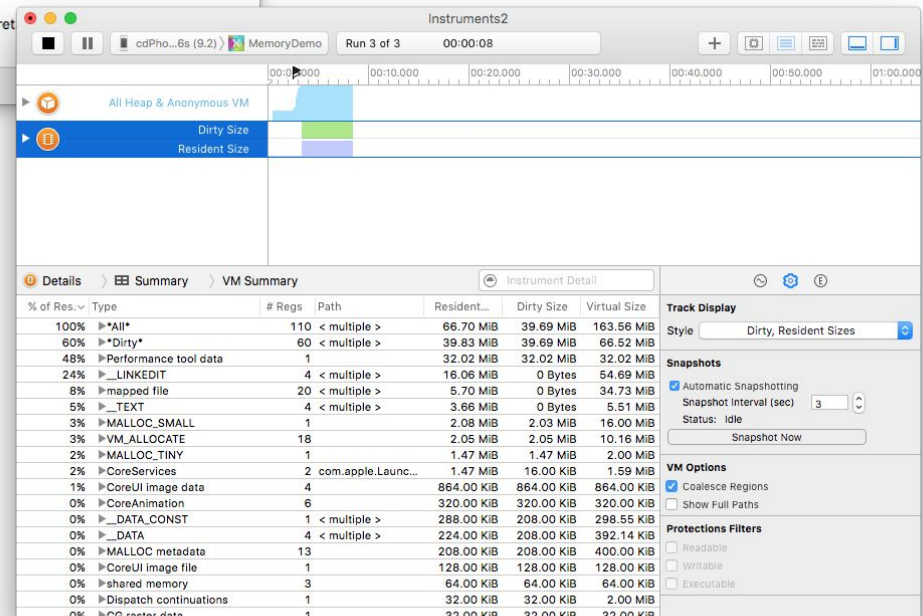 ret
Instruments2
cdPho...6s (9.2) MemoryDemo Run 3 of 3 00:00:08
00:10.000 00:20.000 00:30.000 00:40.000 00:50.000 01:00.000
All Heap & Anonymous VM
Dirty Size
Resident Size
Details Summary VM Summary Instrument Detail
% of Res. Type # Regs Path Resident... Dirty Size Virtual Size
100% *All* 110 < multiple > 66.70 MiB 39.69 MiB 163.56 MiB
60% *Dirty* 60 < multiple > 39.83 MiB 39.69 MiB 66.52 MiB
48% Performance tool data 1 32.02 MiB 32.02 MiB 32.02 MiB
24% __LINKEDIT 4 < multiple > 16.06 MiB 0 Bytes 54.69 MiB
8% mapped file 20 < multiple > 5.70 MiB 0 Bytes 34.73 MiB
5% __TEXT 4 < multiple > 3.66 MiB 0 Bytes 5.51 MiB
3% MALLOC_SMALL 1 2.08 MiB 2.03 MiB 16.00 MiB
3% VM_ALLOCATE 18 2.05 MiB 2.05 MiB 10.16 MiB
2% MALLOC_TINY 1 1.47 MiB 1.47 MiB 2.00 MiB
2% CoreServices 2 com.apple.Launc... 1.47 MiB 16.00 KiB 1.59 MiB
1% CoreUI image data 4 864.00 KiB 864.00 KiB 864.00 KiB
0% CoreAnimation 6 320.00 KiB 320.00 KiB 320.00 KiB
0% __DATA_CONST 1 < multiple > 288.00 KiB 208.00 KiB 298.55 KiB
0% __DATA 4 < multiple > 224.00 KiB 208.00 KiB 392.14 KiB
0% MALLOC metadata 13 208.00 KiB 208.00 KiB 400.00 KiB
0% CoreUI image file 1 128.00 KiB 128.00 KiB 128.00 KiB
0% shared memory 3 64.00 KiB 64.00 KiB 64.00 KiB
0% Dispatch continuations 1 32.00 KiB 32.00 KiB 2.00 MiB
0% CG raster data 1 32.00 KiB 32.00 KiB 32.00 KiB
Track Display
Style Dirty, Resident Sizes
Snapshots
Automatic Snapshotting
Snapshot Interval (sec) 3
Status: Idle
Snapshot Now
VM Options
Coalesce Regions
Show Full Paths
Protections Filters
Readable
Writable
Executable